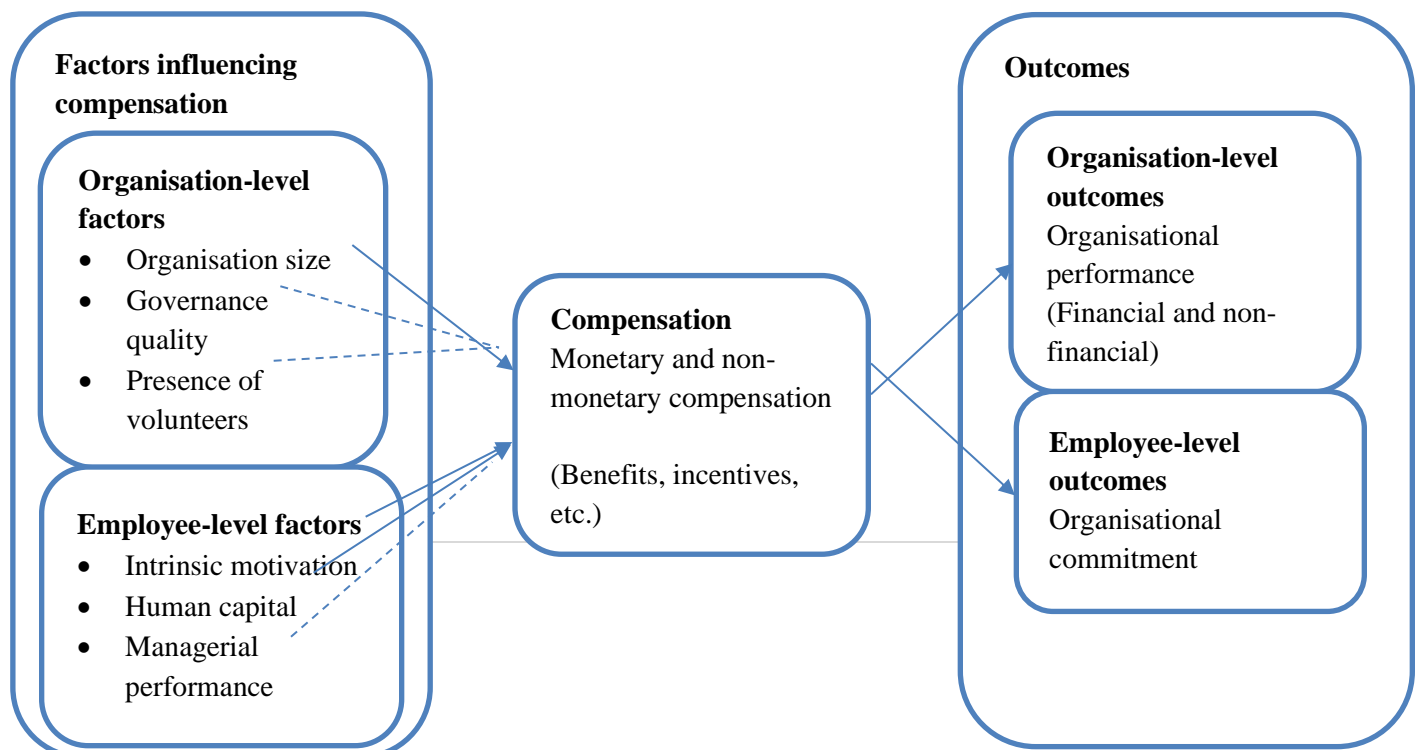 Factors influencing
compensation
Organisation-level
factors
• Organisation size
• Governance
quality
• Presence of
volunteers
Employee-level factors
• Intrinsic motivation
• Human capital
• Managerial
performance
Compensation
Monetary and non-
monetary compensation
(Benefits, incentives,
etc.)
Outcomes
Organisation-level
outcomes
Organisational
performance
(Financial and non-
financial)
Employee-level
outcomes
Organisational
commitment